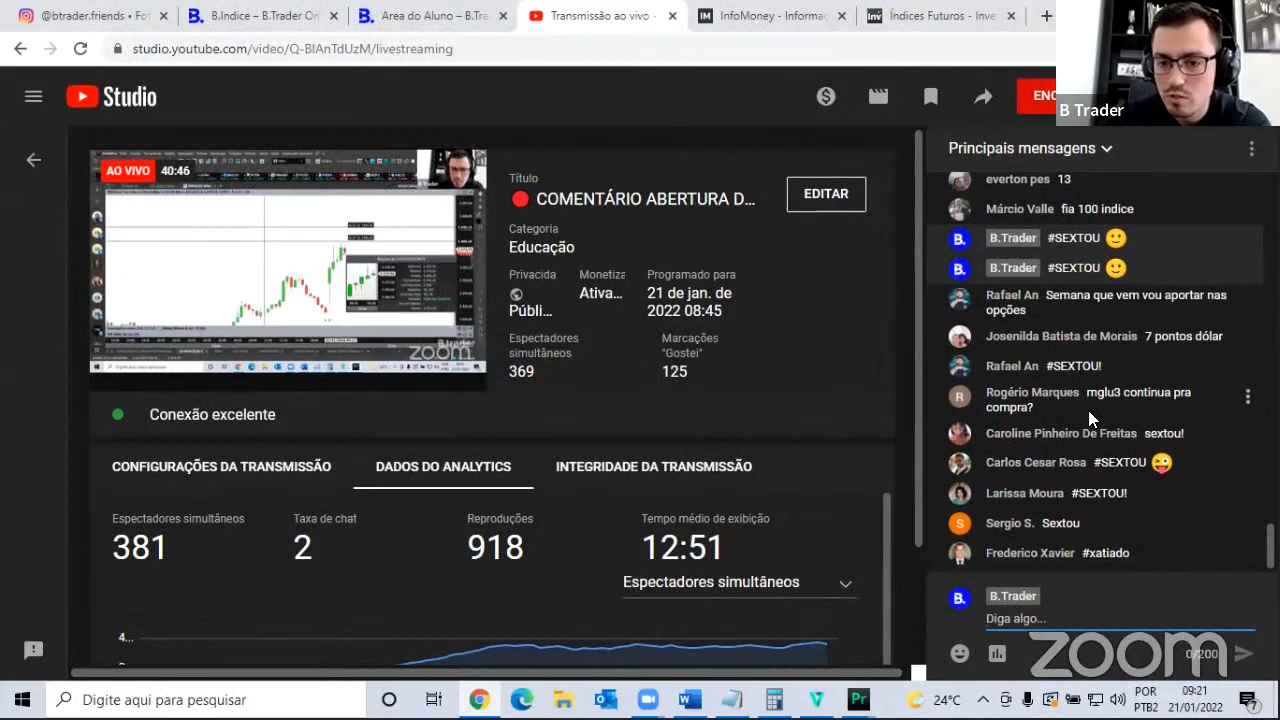 @btrader.friends • Fot
B.Indice – B.Trader On
Area do Aluno – B.Tra
Transmissão ao vivo -
InfoMoney - Informaç
Índices Futuros - Inve
studio.youtube.com/video/Q-BlAnTdUzM/livestreaming
Studio
ENC
B Trader
AO VIVO 40:46
zoom
Título
COMENTÁRIO ABERTURA D...
EDITAR
Categoria
Educação
Privacida
Públi...
Monetiza
Ativa...
Programado para
21 de jan. de
2022 08:45
Espectadores
simultâneos
369
Marcações
"Gostei"
125
Conexão excelente
CONFIGURAÇÕES DA TRANSMISSÃO
DADOS DO ANALYTICS
INTEGRIDADE DA TRANSMISSÃO
Espectadores simultâneos
381
Taxa de chat
2
Reproduções
918
Tempo médio de exibição
12:51
Espectadores simultâneos
4...
Principais mensagens
everton pes 13
Márcio Valle fia 100 indice
B.Trader #SEXTOU
B.Trader #SEXTOU
Rafael An Semana q vem vou aportar nas
opções
Josenilda Batista de Morais 7 pontos dólar
Rafael An #SEXTOU!
Rogério Marques mglu3 continua pra
compra?
Caroline Pinheiro De Freitas sextou!
Carlos Cesar Rosa #SEXTOU
Larissa Moura #SEXTOU!
Sergio S. Sextou
Frederico Xavier #xatiado
B.Trader
Diga algo...
0/200
zoom
Digite aqui para pesquisar
24°C
POR
PTB2
09:21
21/01/2022
7